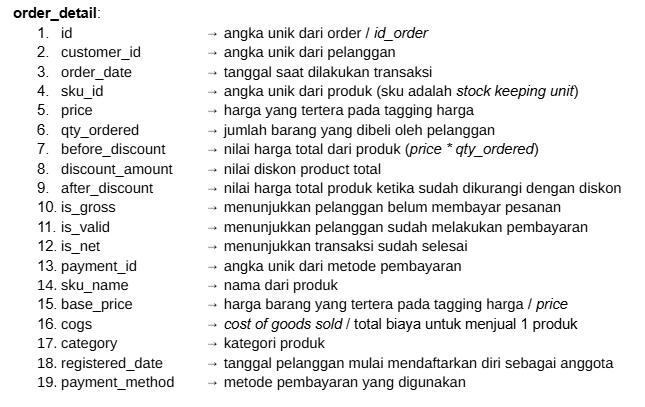 order_detail:
1. id → angka unik dari order / id_order
2. customer_id → angka unik dari pelanggan
3. order_date → tanggal saat dilakukan transaksi
4. sku_id → angka unik dari produk (sku adalah stock keeping unit)
5. price → harga yang tertera pada tagging harga
6. qty_ordered → jumlah barang yang dibeli oleh pelanggan
7. before_discount → nilai harga total dari produk (price * qty_ordered)
8. discount_amount → nilai diskon product total
9. after_discount → nilai harga total produk ketika sudah dikurangi dengan diskon
10. is_gross → menunjukkan pelanggan belum membayar pesanan
11. is_valid → menunjukkan pelanggan sudah melakukan pembayaran
12. is_net → menunjukkan transaksi sudah selesai
13. payment_id → angka unik dari metode pembayaran
14. sku_name → nama dari produk
15. base_price → harga barang yang tertera pada tagging harga / price
16. cogs → cost of goods sold / total biaya untuk menjual 1 produk
17. category → kategori produk
18. registered_date → tanggal pelanggan mulai mendaftarkan diri sebagai anggota
19. payment_method → metode pembayaran yang digunakan